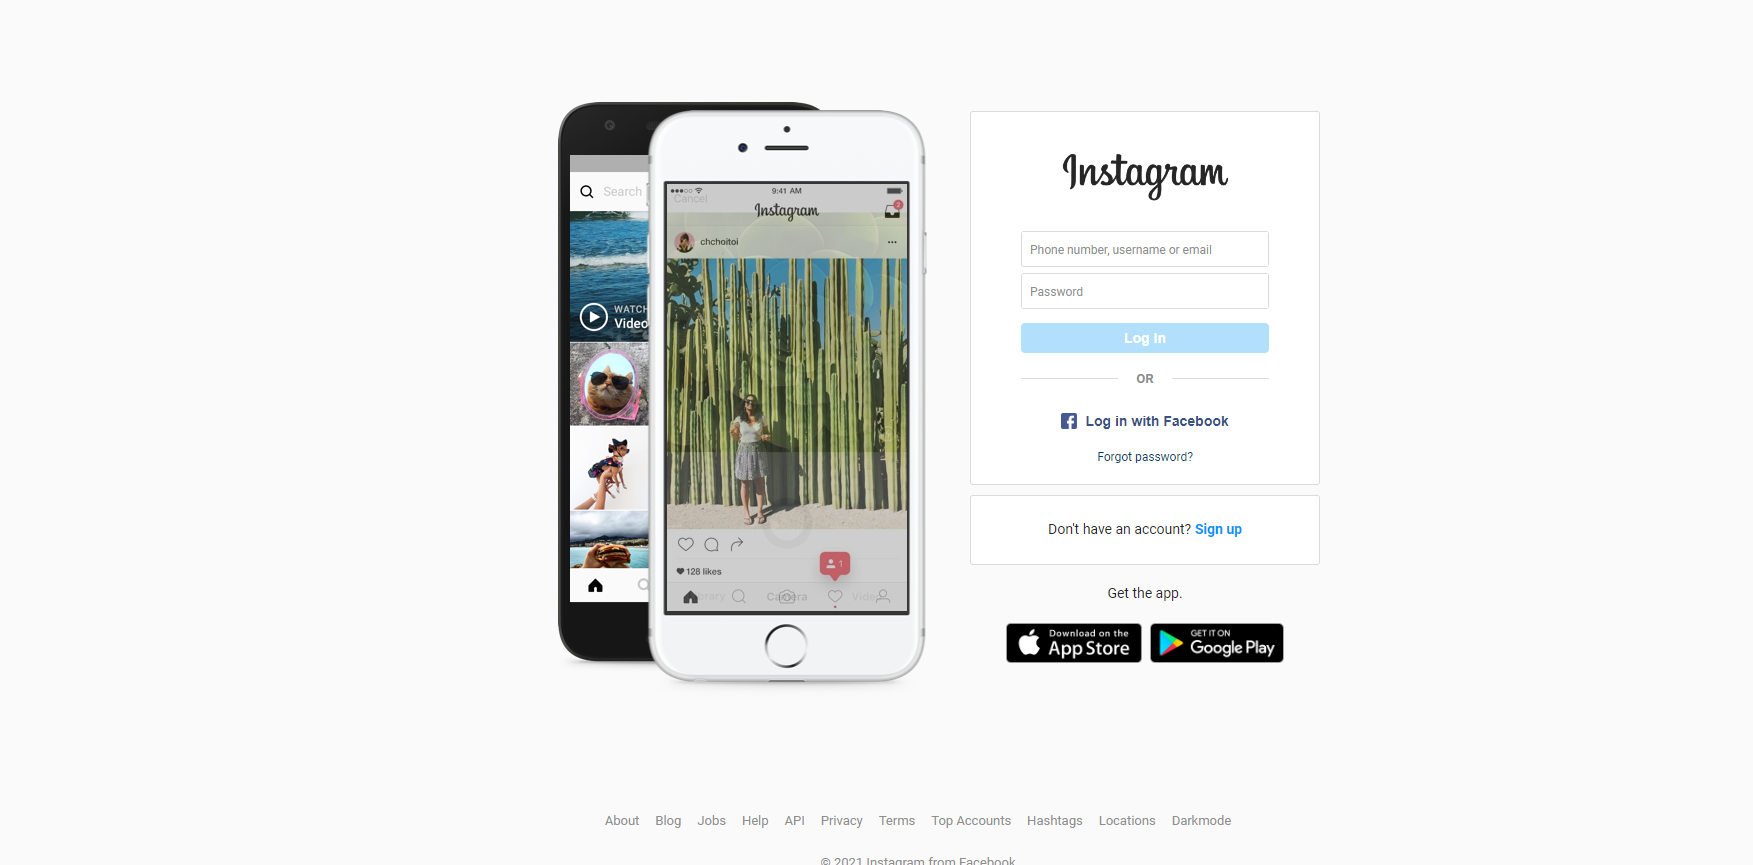 Search
WATCH
Video
9:41 AM
Cancel
Instagram
2
chchoitoi
128 likes
1
Camera
Instagram
Phone number, username or email
Password
Log In
OR
Log in with Facebook
Forgot password?
Don't have an account? Sign up
Get the app.
Download on the
App Store
GET IT ON
Google Play
About Blog Jobs Help API Privacy Terms Top Accounts Hashtags Locations Darkmode
© 2021 Instagram from Facebook